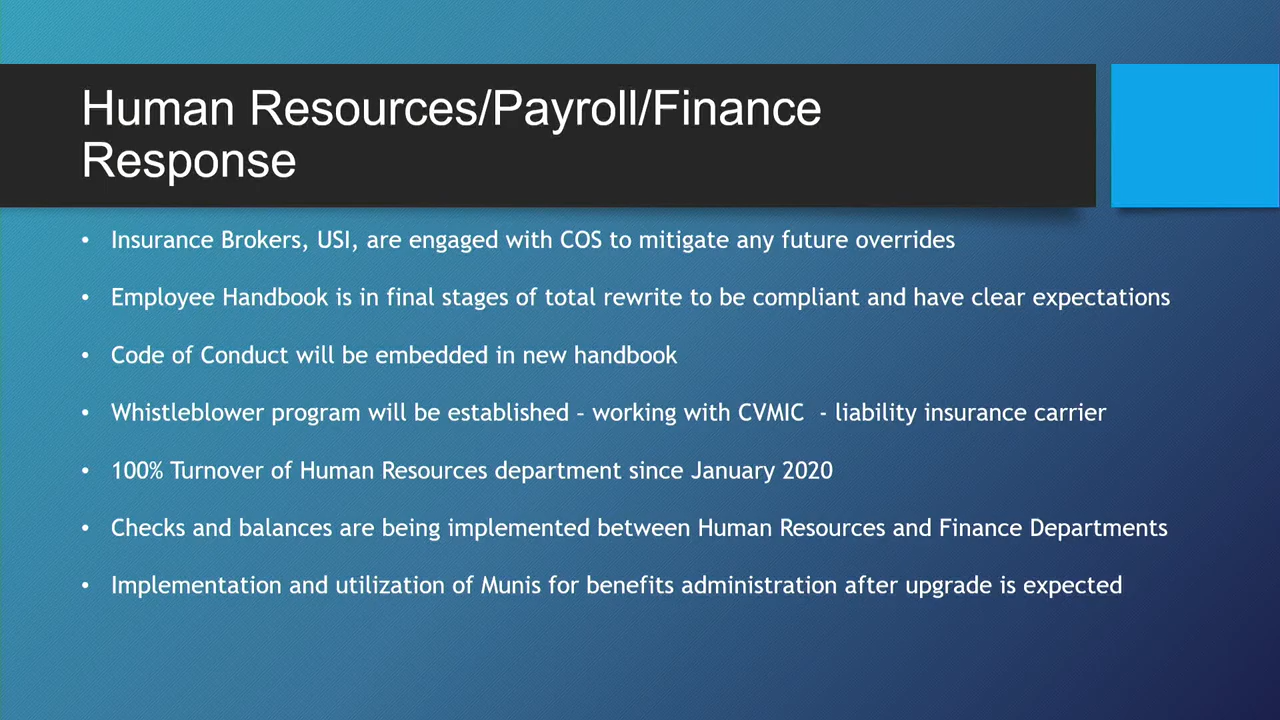 Human Resources/Payroll/Finance
Response
• Insurance Brokers, USI, are engaged with COS to mitigate any future overrides
• Employee Handbook is in final stages of total rewrite to be compliant and have clear expectations
• Code of Conduct will be embedded in new handbook
• Whistleblower program will be established – working with CVMIC  - liability insurance carrier
• 100% Turnover of Human Resources department since January 2020
• Checks and balances are being implemented between Human Resources and Finance Departments
• Implementation and utilization of Munis for benefits administration after upgrade is expected